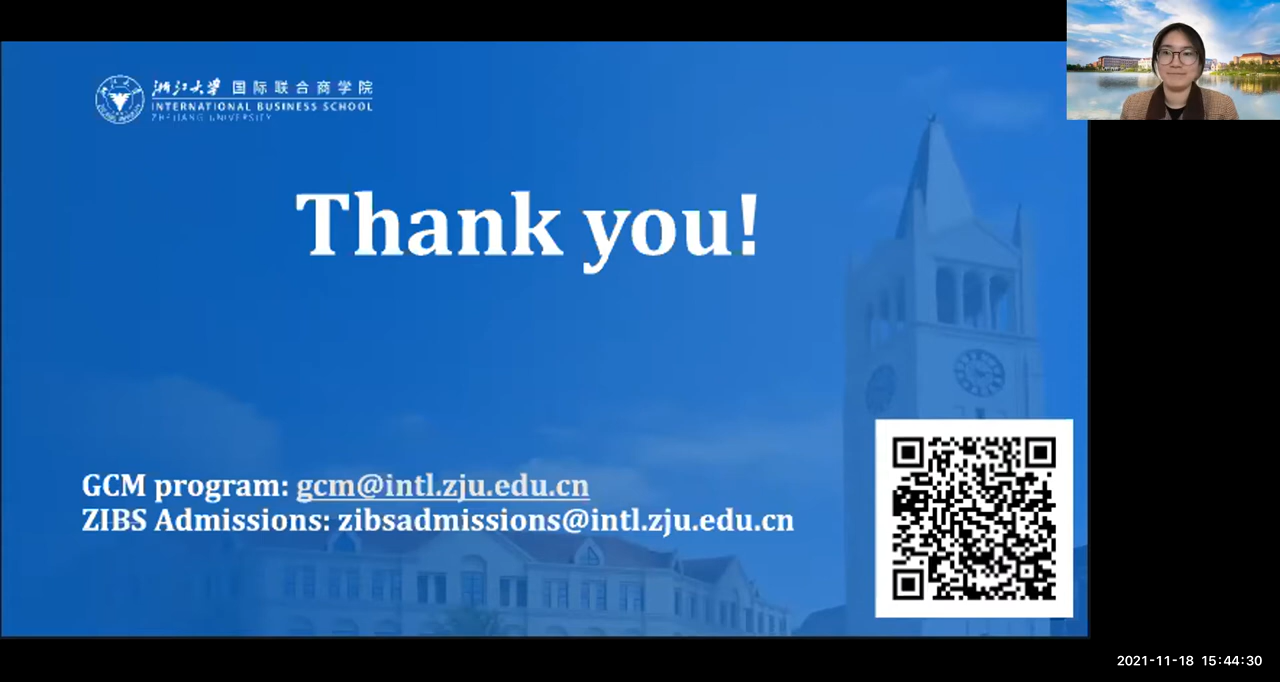 浙江大学 国际联合商学院
INTERNATIONAL BUSINESS SCHOOL
ZHEJIANG UNIVERSITY
Thank you!
GCM program: gcm@intl.zju.edu.cn
ZIBS Admissions: zibsadmissions@intl.zju.edu.cn
2021-11-18 15:44:30